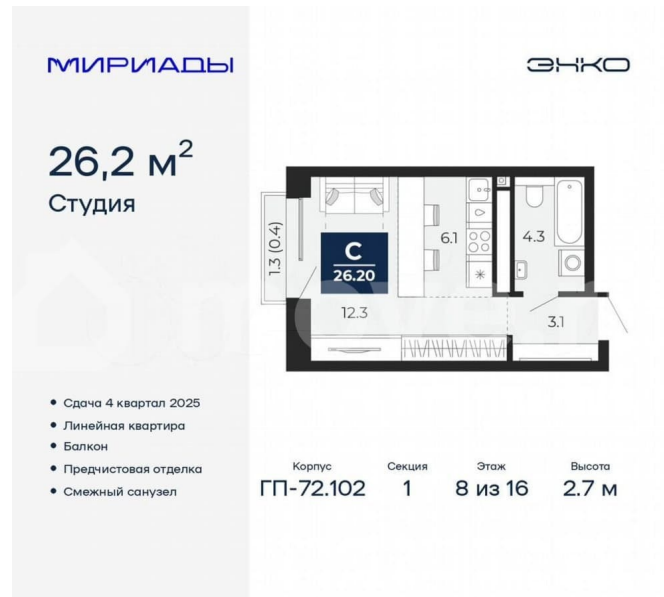 МИРИАДЫ
ЭНКО
26,2 м²
Студия
1.3 (0.4)
С
26.20
6.1
4.3
12.3
3.1
Сдача 4 квартал 2025
Линейная квартира
Балкон
Предчистовая отделка
Смежный санузел
Корпус
ГП-72.102
Секция
1
Этаж
8 из 16
Высота
2.7 м